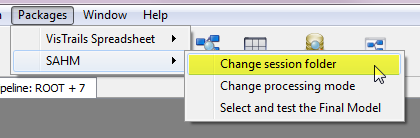 Packages Window Help
VisTrails Spreadsheet
SAHM
Change session folder
Change processing mode
Select and test the Final Model
peline: ROOT + 7